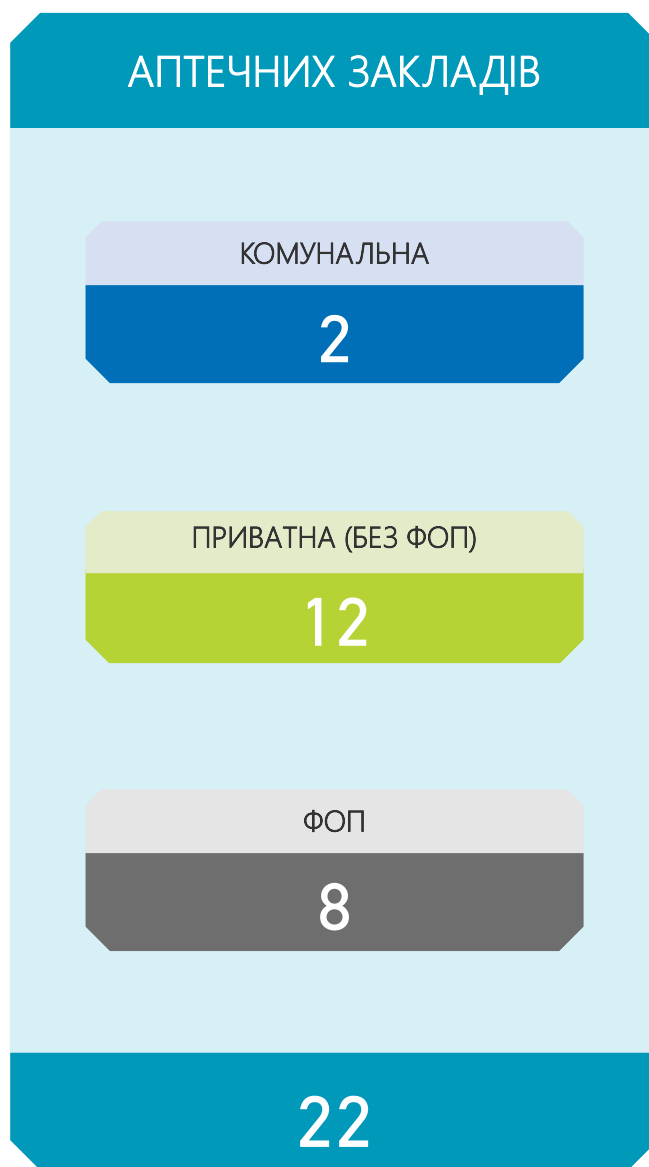 АПТЕЧНИХ ЗАКЛАДІВ
КОМУНАЛЬНА
2
ПРИВАТНА (БЕЗ ФОП)
12
ФОП
8
22